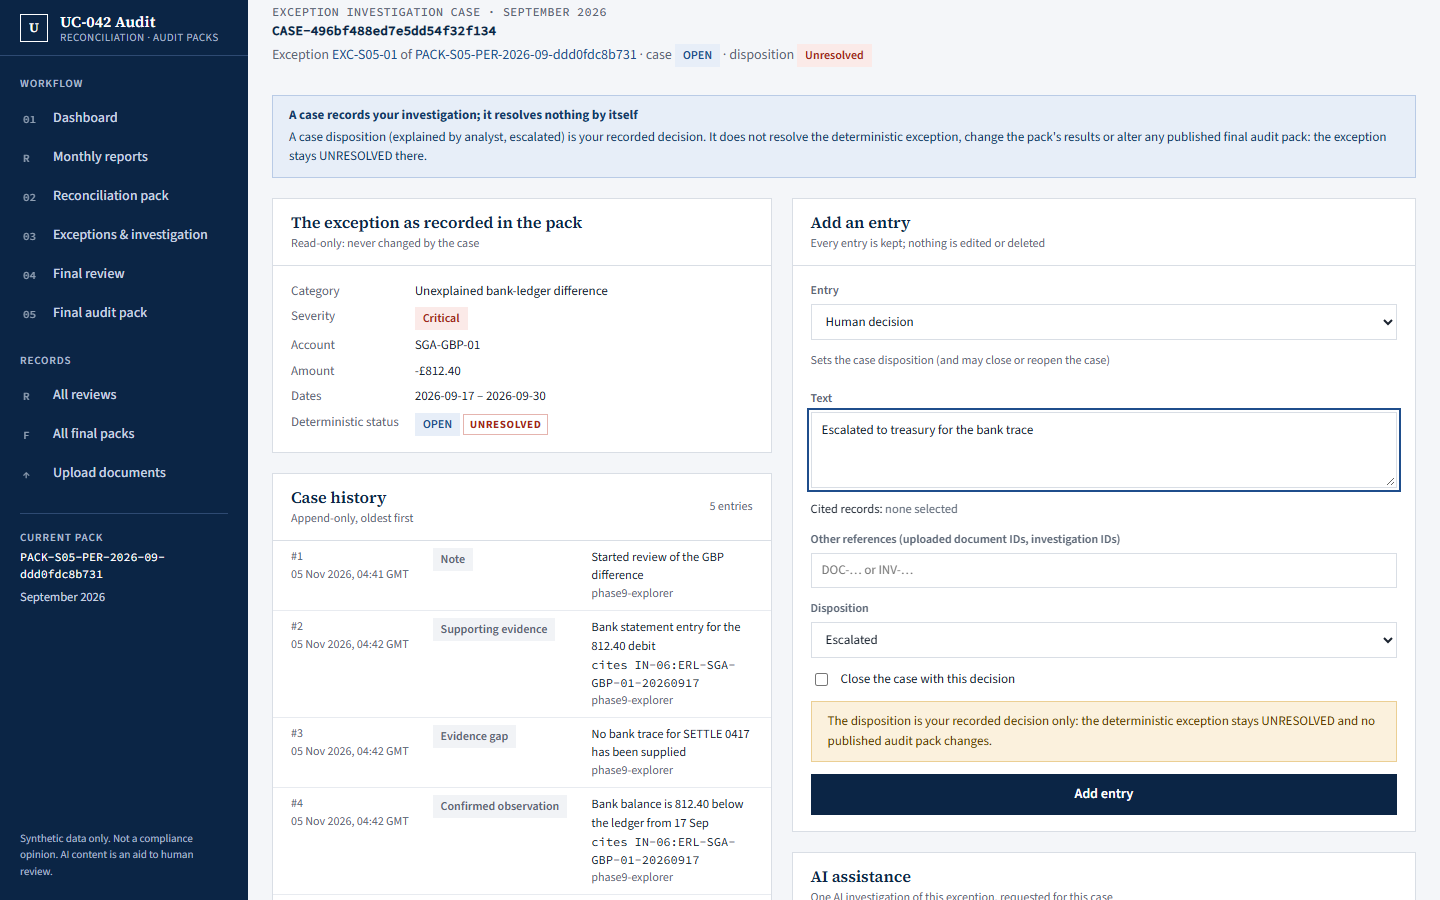 U
UC-042 Audit
RECONCILIATION · AUDIT PACKS
WORKFLOW
01 Dashboard
R Monthly reports
02 Reconciliation pack
03 Exceptions & investigation
04 Final review
05 Final audit pack
RECORDS
R All reviews
F All final packs
↑ Upload documents
CURRENT PACK
PACK-S05-PER-2026-09-
ddd0fdc8b731
September 2026
Synthetic data only. Not a compliance
opinion. AI content is an aid to human
review.
EXCEPTION INVESTIGATION CASE · SEPTEMBER 2026
CASE-496bf488ed7e5dd54f32f134
Exception EXC-S05-01 of PACK-S05-PER-2026-09-ddd0fdc8b731 · case OPEN · disposition Unresolved
A case records your investigation; it resolves nothing by itself
A case disposition (explained by analyst, escalated) is your recorded decision. It does not resolve the deterministic exception, change the pack's results or alter any published final audit pack: the exception
stays UNRESOLVED there.
The exception as recorded in the pack
Read-only: never changed by the case
Category Unexplained bank-ledger difference
Severity Critical
Account SGA-GBP-01
Amount -£812.40
Dates 2026-09-17 – 2026-09-30
Deterministic status OPEN UNRESOLVED
Case history
Append-only, oldest first
5 entries
#1
05 Nov 2026, 04:41 GMT
Note
Started review of the GBP
difference
phase9-explorer
#2
05 Nov 2026, 04:42 GMT
Supporting evidence
Bank statement entry for the
812.40 debit
cites IN-06:ERL-SGA-
GBP-01-20260917
phase9-explorer
#3
05 Nov 2026, 04:42 GMT
Evidence gap
No bank trace for SETTLE 0417
has been supplied
phase9-explorer
#4
05 Nov 2026, 04:42 GMT
Confirmed observation
Bank balance is 812.40 below
the ledger from 17 Sep
cites IN-06:ERL-SGA-
GBP-01-20260917
phase9-explorer
Add an entry
Every entry is kept; nothing is edited or deleted
Entry
Human decision
Sets the case disposition (and may close or reopen the case)
Text
Escalated to treasury for the bank trace
Cited records: none selected
Other references (uploaded document IDs, investigation IDs)
DOC-… or INV-…
Disposition
Escalated
Close the case with this decision
The disposition is your recorded decision only: the deterministic exception stays UNRESOLVED and no
published audit pack changes.
Add entry
AI assistance
One AI investigation of this exception, requested for this case